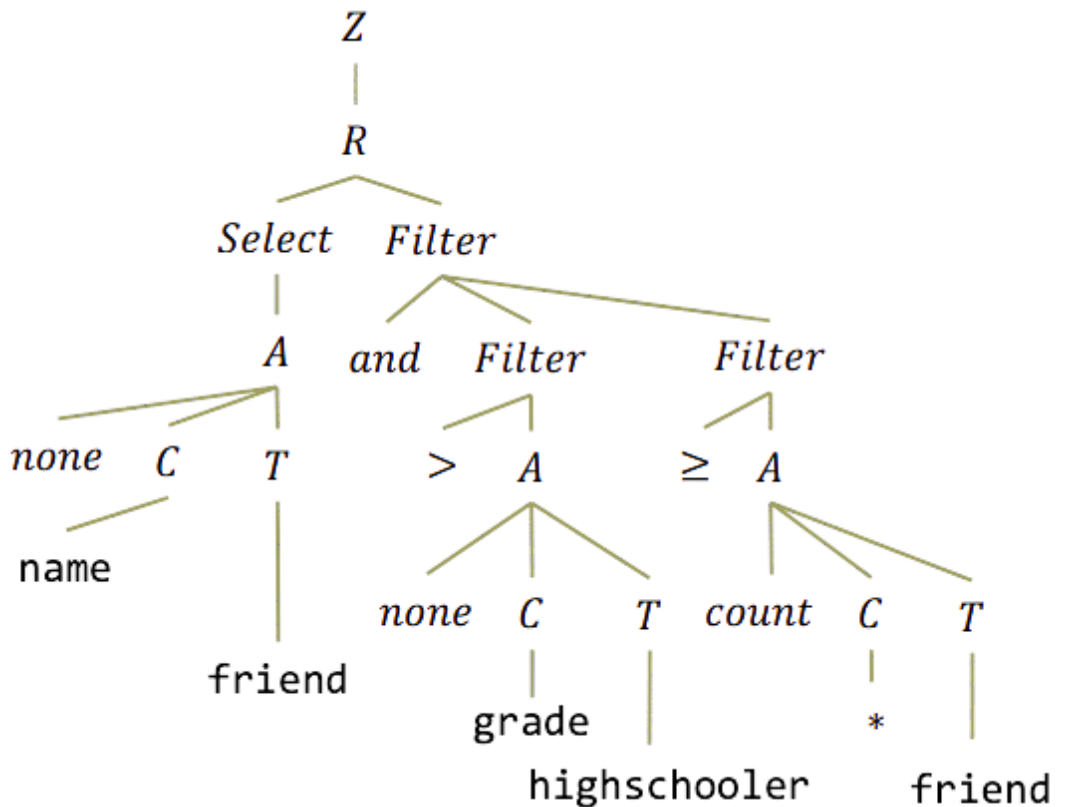 Z
R
Select Filter
A and Filter Filter
none C T > A ≥ A
name
none C T count C T
friend
grade *
highschooler friend